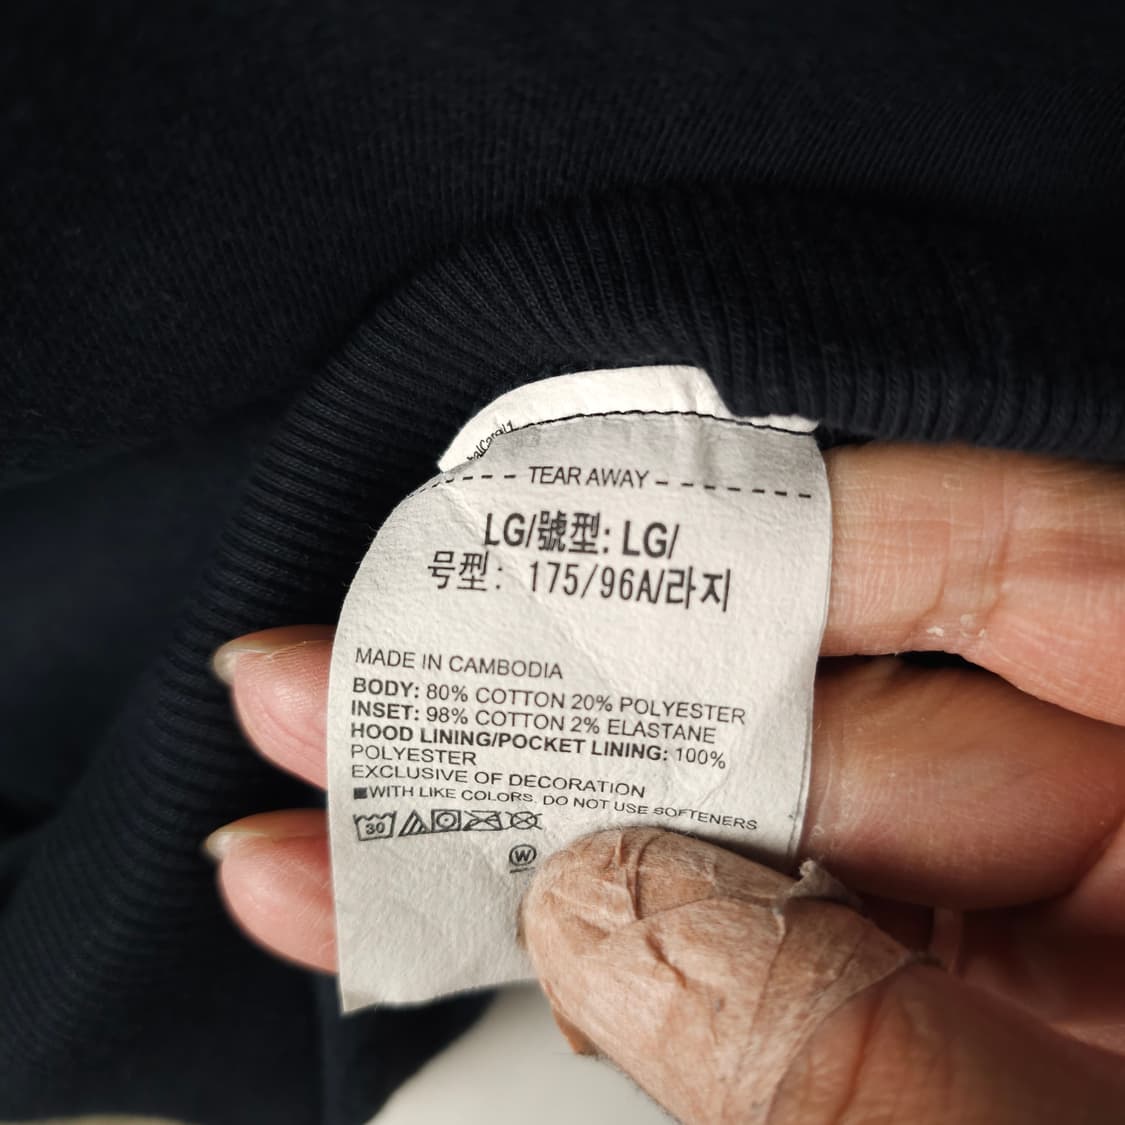 TEAR AWAY
LG/號型: LG/
号型: 175/96A/라지
MADE IN CAMBODIA
BODY: 80% COTTON 20% POLYESTER
INSET: 98% COTTON 2% ELASTANE
HOOD LINING/POCKET LINING: 100%
POLYESTER
EXCLUSIVE OF DECORATION
WITH LIKE COLORS, DO NOT USE SOFTENERS
30
W